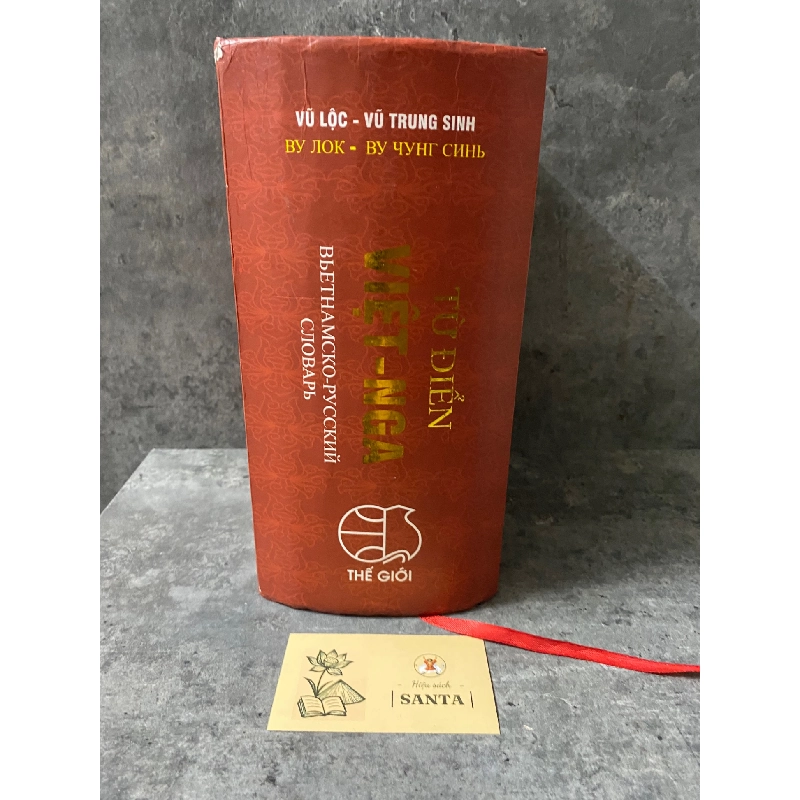 VŨ LỘC - VŨ TRUNG SINH
ВУ ЛОК - ВУ ЧУНГ СИНЬ
TỪ ĐIỂN
VIỆT-NGA
ВЬЕТНАМСКО-РУССКИЙ
СЛОВАРЬ
THẾ GIỚI
Hiệu sách
SANTA